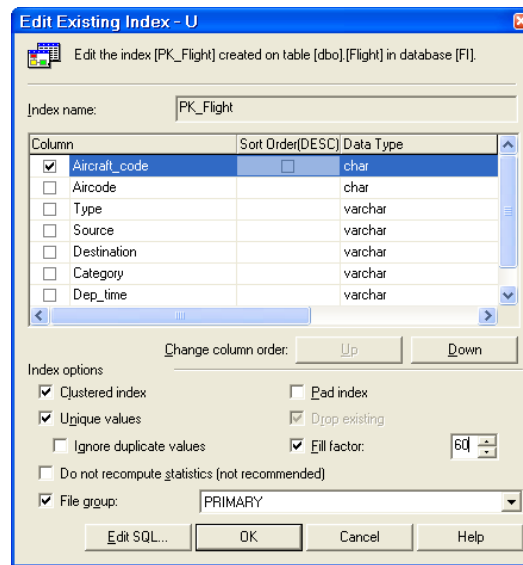 Edit Existing Index - U
Edit the index [PK_Flight] created on table [dbo].[Flight] in database [FI].
Index name: PK_Flight
Column Sort Order(DESC) Data Type
Aircraft_code char
Aircode char
Type varchar
Source varchar
Destination varchar
Category varchar
Dep_time varchar
Change column order: Up Down
Index options
Clustered index Pad index
Unique values Drop existing
Ignore duplicate values Fill factor: 60
Do not recompute statistics (not recommended)
File group: PRIMARY
Edit SQL... OK Cancel Help